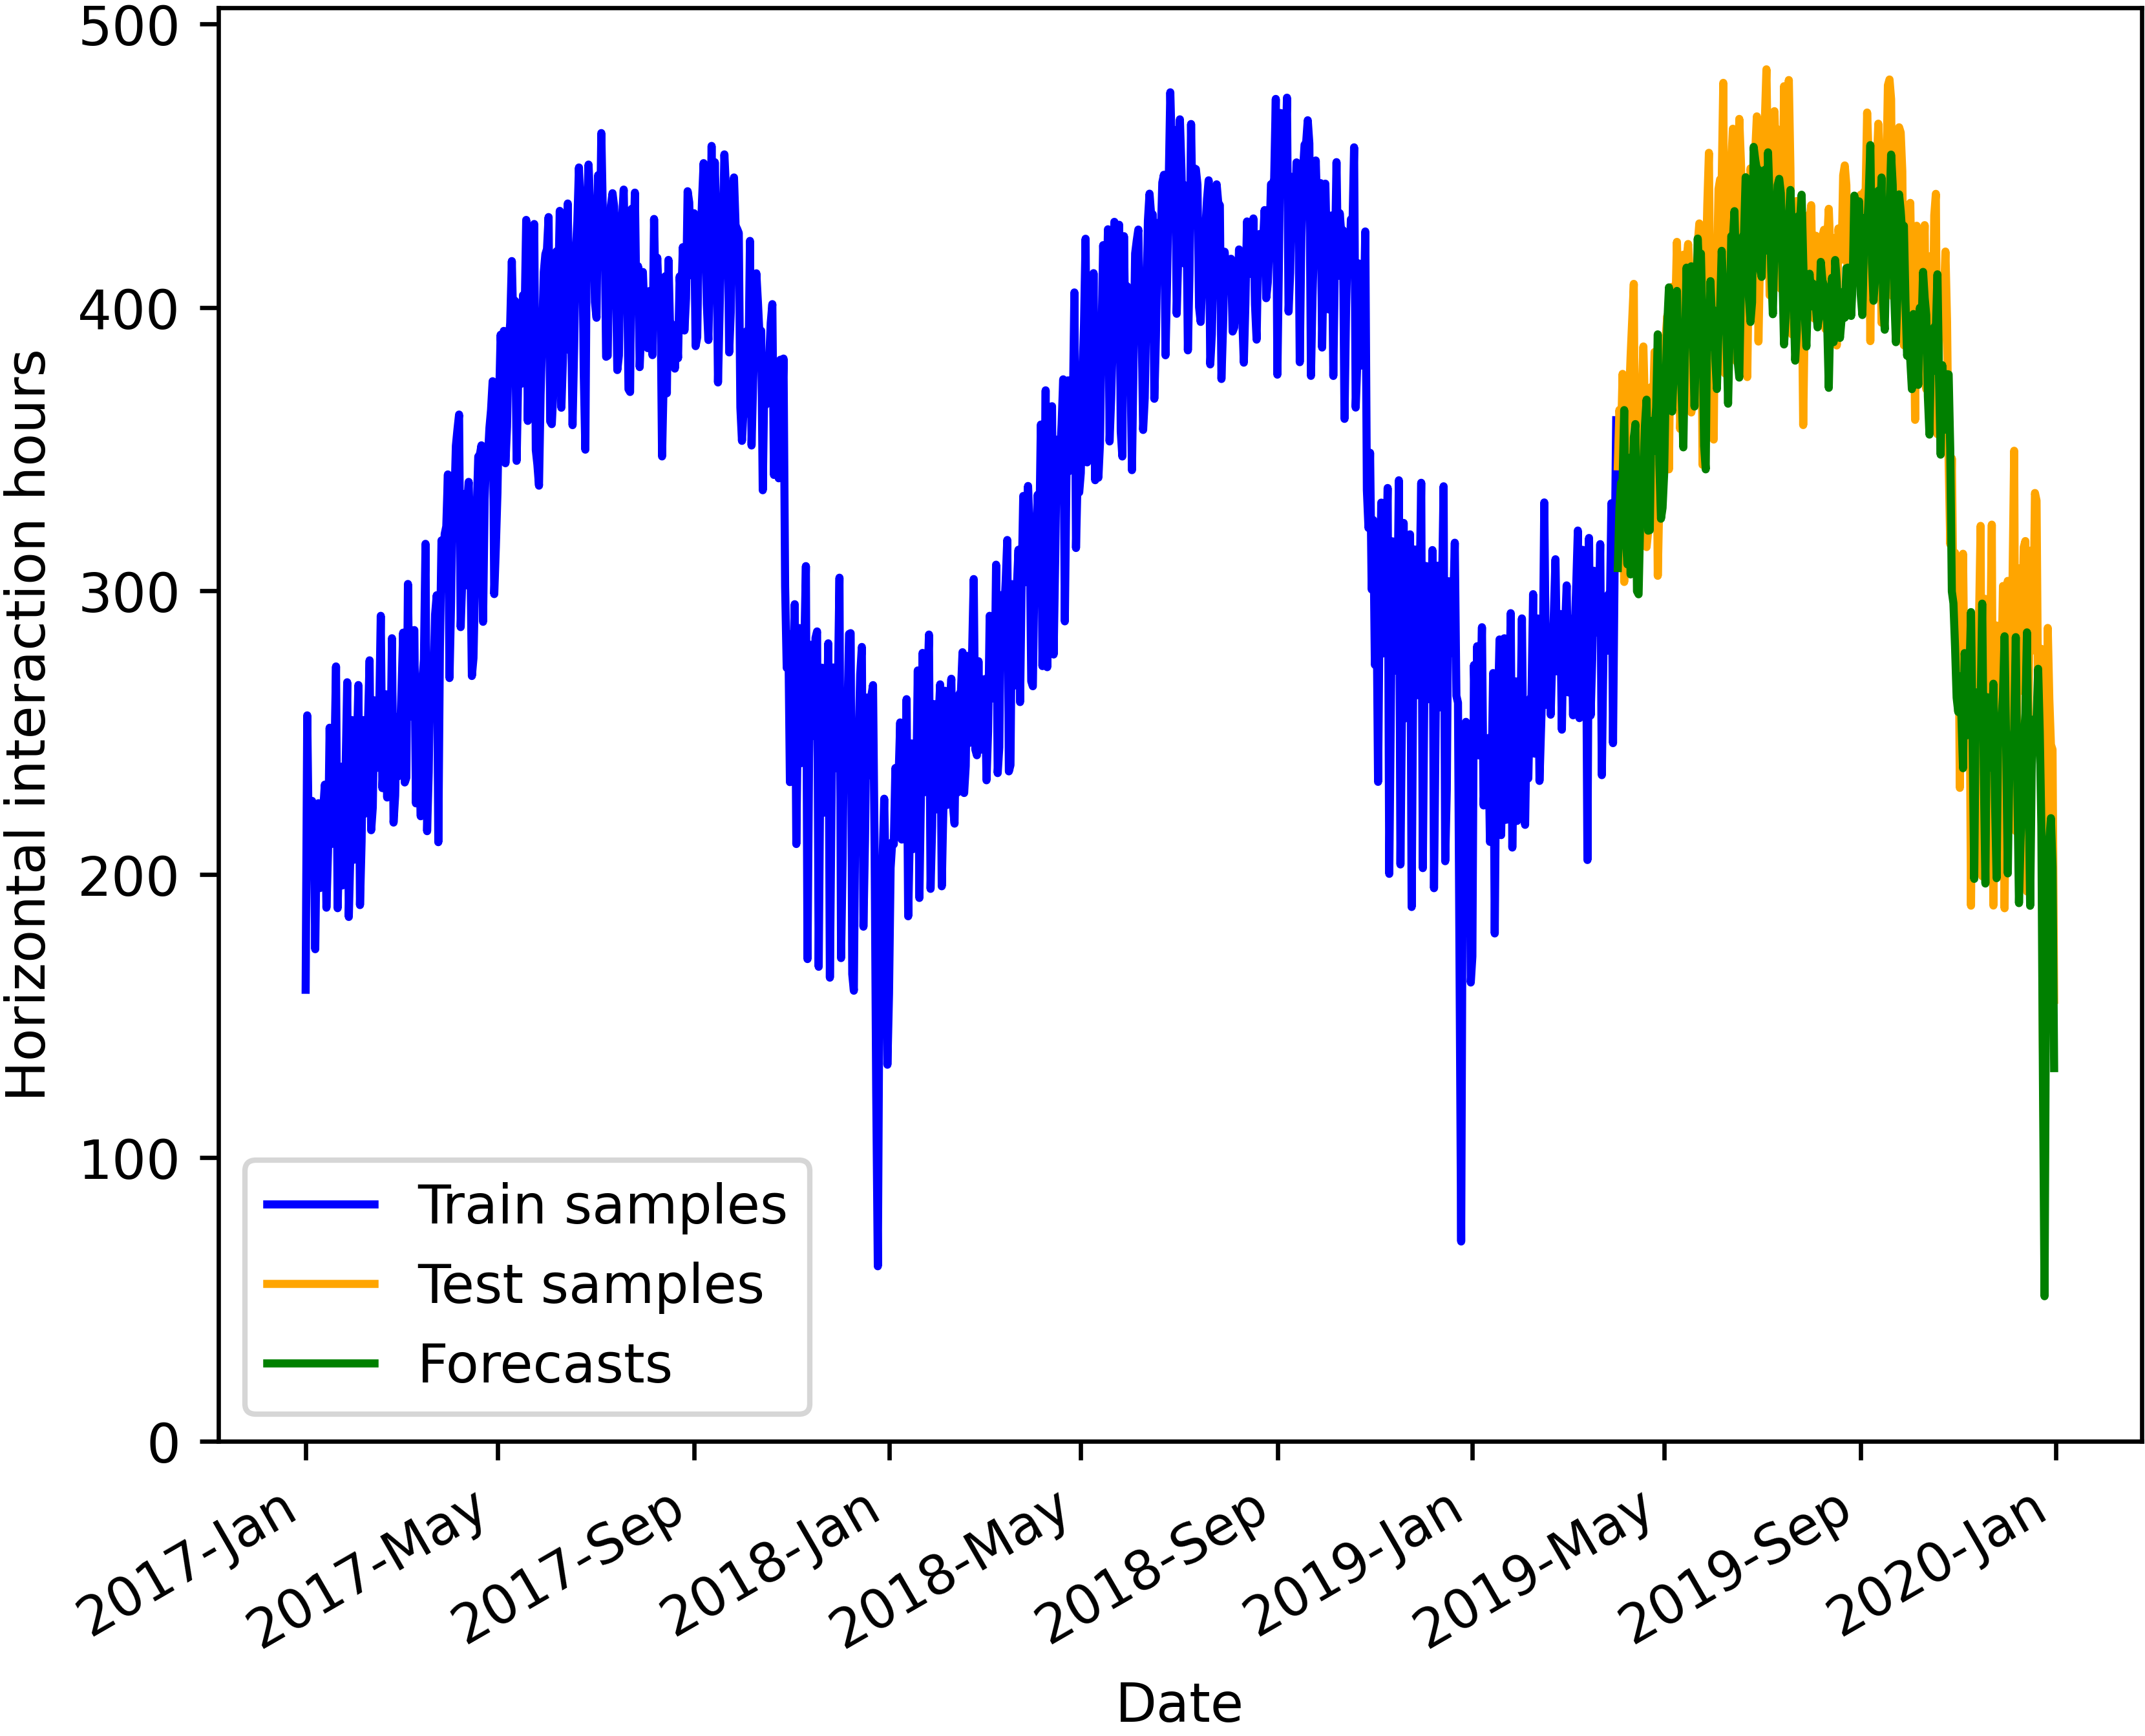 Horizontal interaction hours
500
400
300
200
100
0
Train samples
Test samples
Forecasts
2017-Jan
2017-May
2017-Sep
2018-Jan
2018-May
2018-Sep
2019-Jan
2019-May
2019-Sep
2020-Jan
Date